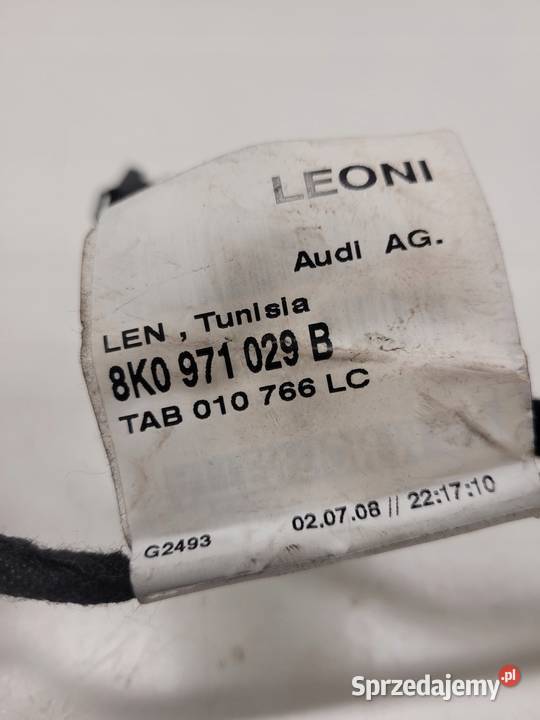 LEONI
Audi AG.
LEN , Tunisia
8K0 971 029 B
TAB 010 766 LC
02.07.08 // 22:17:10
G2493
Sprzedajemy.pl